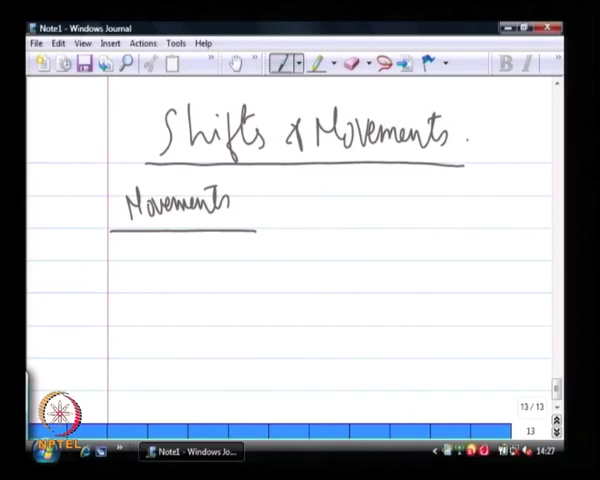 Note1 - Windows Journal
File Edit View Insert Actions Tools Help
B I
Shifts & Movements.
Movements
13 / 13
13
NPTEL
Note1 - Windows Jo...
14:27